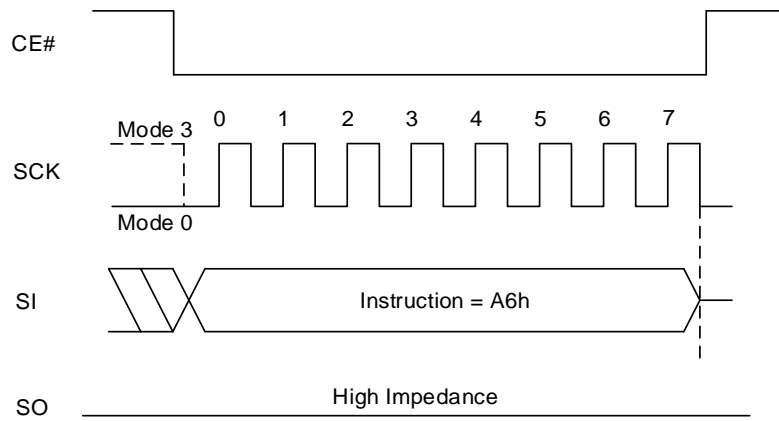 CE#
Mode 3 0 1 2 3 4 5 6 7
SCK
Mode 0
SI Instruction = A6h
High Impedance
SO